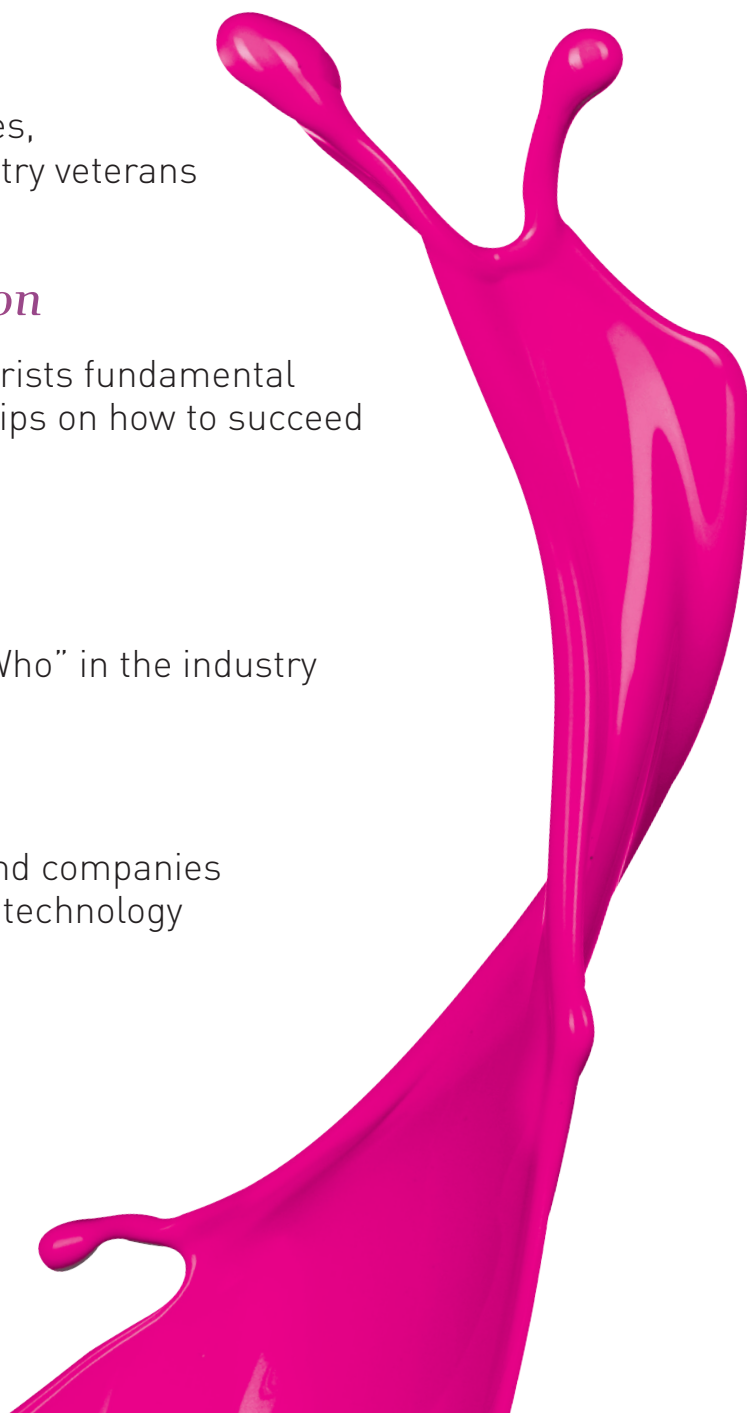 es,
try veterans
on
rists fundamental
ips on how to succeed
Who” in the industry
nd companies
technology